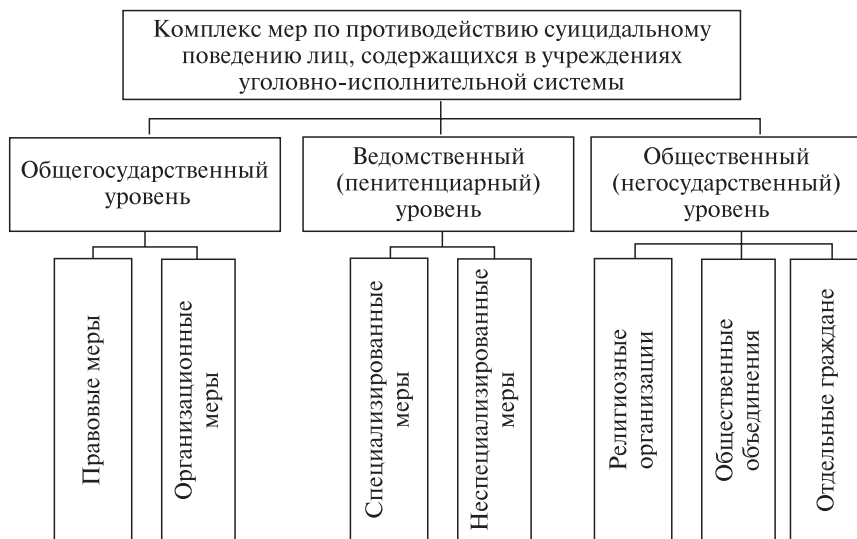 Комплекс мер по противодействию суицидальному
поведению лиц, содержащихся в учреждениях
уголовно-исполнительной системы
Общегосударственный
уровень
Ведомственный
(пенитенциарный)
уровень
Общественный
(негосударственный)
уровень
Правовые меры
Организационные
меры
Специализированные
меры
Неспециализированные
меры
Религиозные
организации
Общественные
объединения
Отдельные граждане